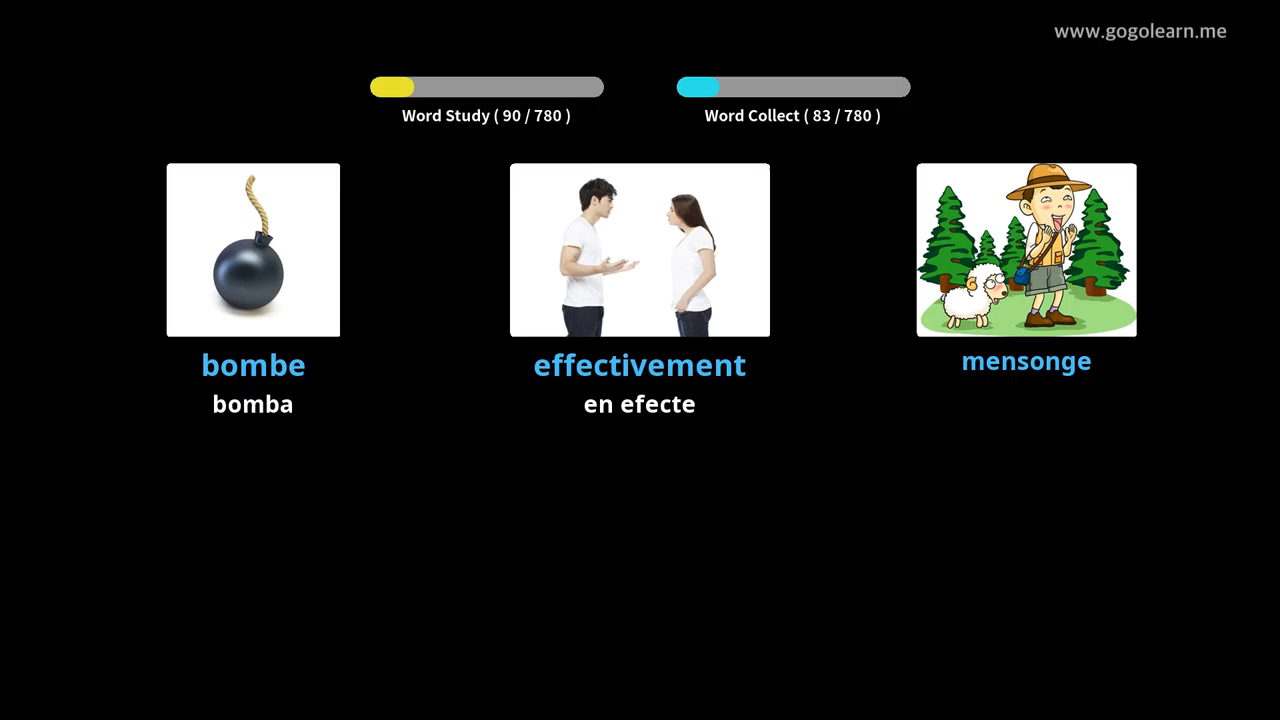 www.gogolearn.me
Word Study ( 90 / 780 )
Word Collect ( 83 / 780 )
bombe
bomba
effectivement
en efecte
mensonge